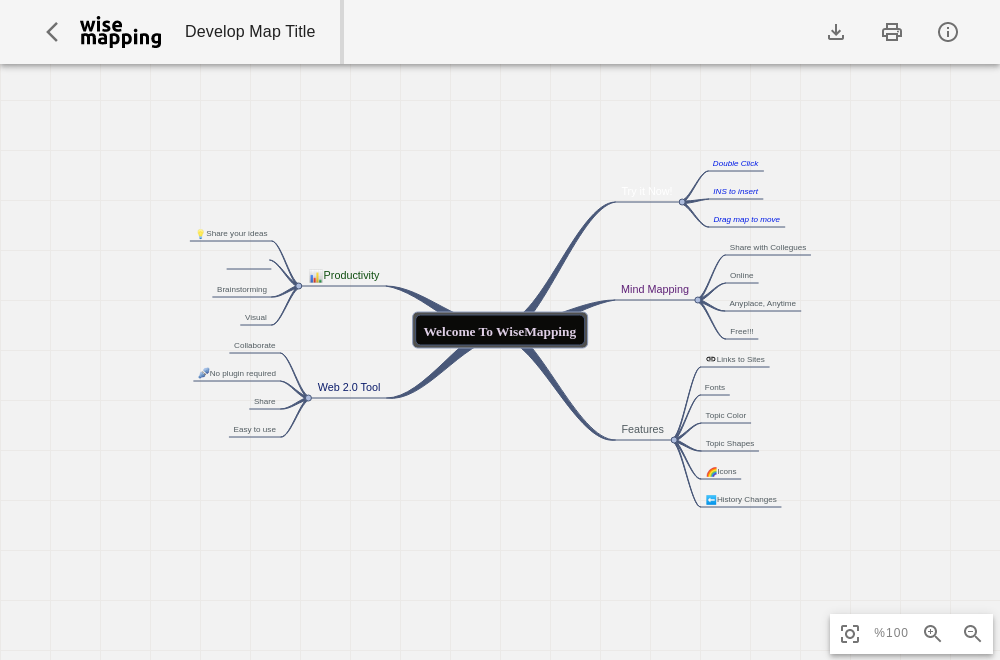 wise
mapping
Develop Map Title
Double Click
Try it Now!
INS to insert
Drag map to move
Share your ideas
Share with Collegues
Productivity
Online
Brainstorming
Mind Mapping
Anyplace, Anytime
Visual
Free!!!
Welcome To WiseMapping
Collaborate
Links to Sites
No plugin required
Web 2.0 Tool
Fonts
Share
Topic Color
Easy to use
Features
Topic Shapes
Icons
History Changes
%100